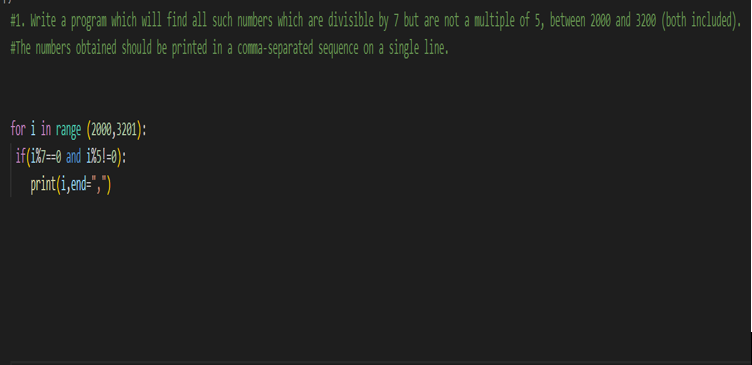 #1. Write a program which will find all such numbers which are divisible by 7 but are not a multiple of 5, between 2000 and 3200 (both included).
#The numbers obtained should be printed in a comma-separated sequence on a single line.
for i in range (2000,3201):
if(i%7==0 and i%5!=0):
print(i,end=",")